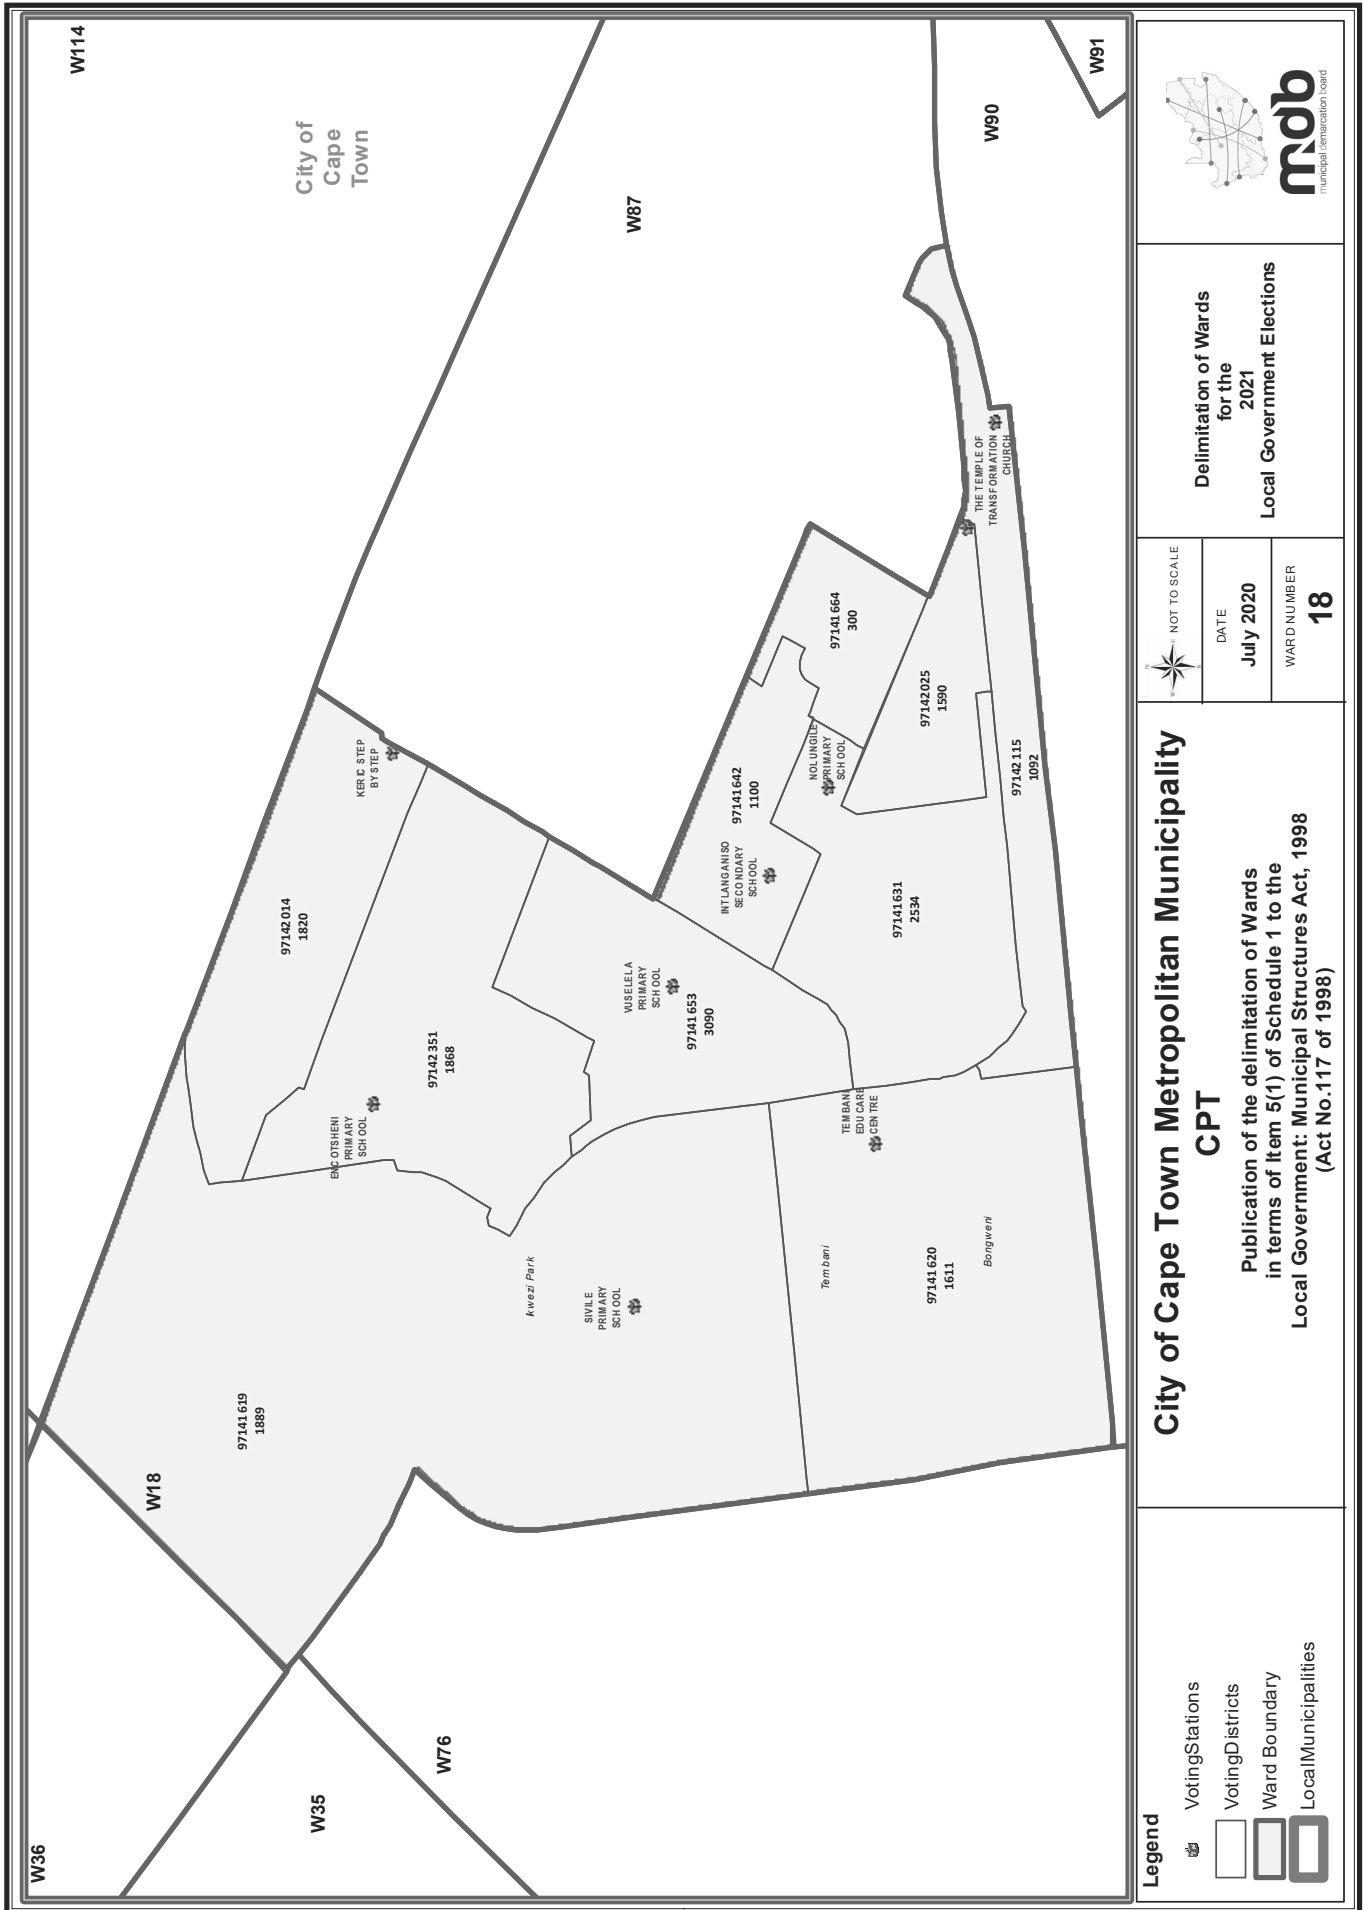 W36
W35
W76
W18
W114
W87
W90
W91
City of
Cape
Town
97141619
1889
97142014
1820
KERIC STEP
BY STEP
ENCOTSHENI
PRIMARY
SCHOOL
97142351
1868
kwezi Park
SIVILE
PRIMARY
SCHOOL
VUSELELA
PRIMARY
SCHOOL
97141653
3090
INTLANGANISO
SECONDARY
SCHOOL
97141642
1100
NOLUNGILE
PRIMARY
SCHOOL
97141664
300
Tembani
TEMBANI
EDUCARE
CENTRE
97141620
1611
Bongweni
97141631
2534
97142025
1590
97142115
1092
THE TEMPLE OF
TRANSFORMATION
CHURCH
Legend
VotingStations
VotingDistricts
Ward Boundary
LocalMunicipalities
City of Cape Town Metropolitan Municipality
CPT
Publication of the delimitation of Wards
in terms of Item 5(1) of Schedule 1 to the
Local Government: Municipal Structures Act, 1998
(Act No.117 of 1998)
N
W E
S
NOT TO SCALE
DATE
July 2020
WARD NUMBER
18
Delimitation of Wards
for the
2021
Local Government Elections
mdb
municipal demarcation board